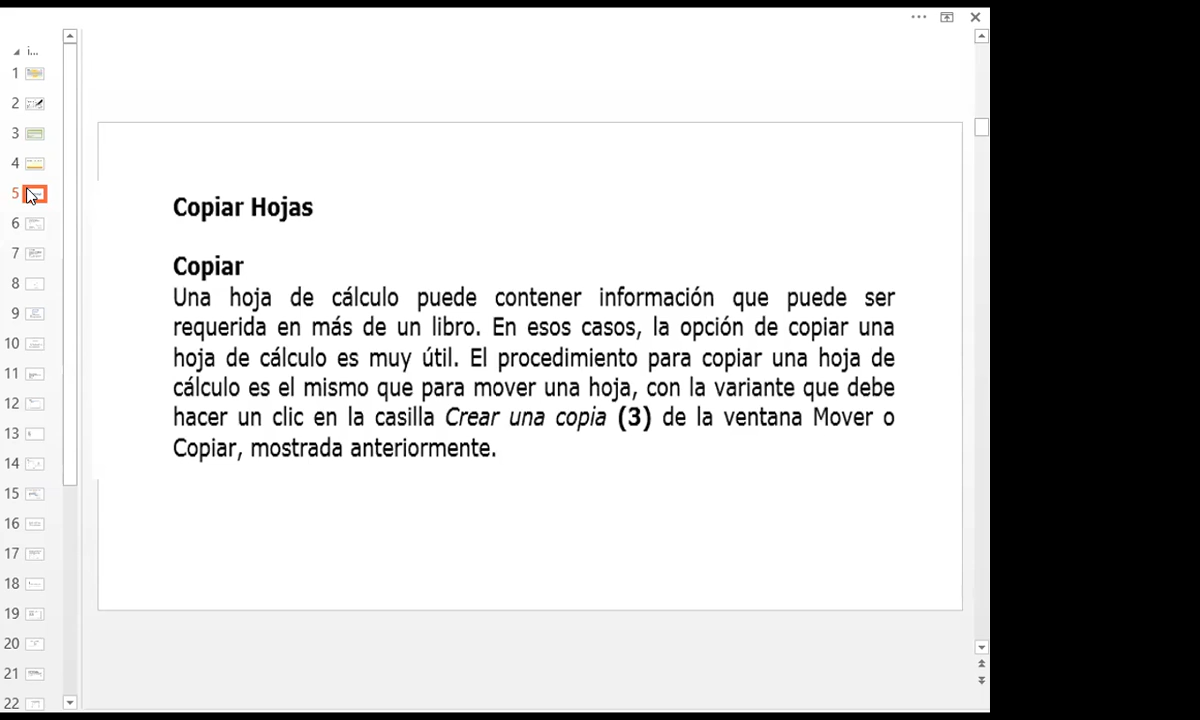 i...
1
2
3
4
5
6
7
8
9
10
11
12
13
14
15
16
17
18
19
20
21
22
Copiar Hojas
Copiar
Una hoja de cálculo puede contener información que puede ser
requerida en más de un libro. En esos casos, la opción de copiar una
hoja de cálculo es muy útil. El procedimiento para copiar una hoja de
cálculo es el mismo que para mover una hoja, con la variante que debe
hacer un clic en la casilla Crear una copia (3) de la ventana Mover o
Copiar, mostrada anteriormente.